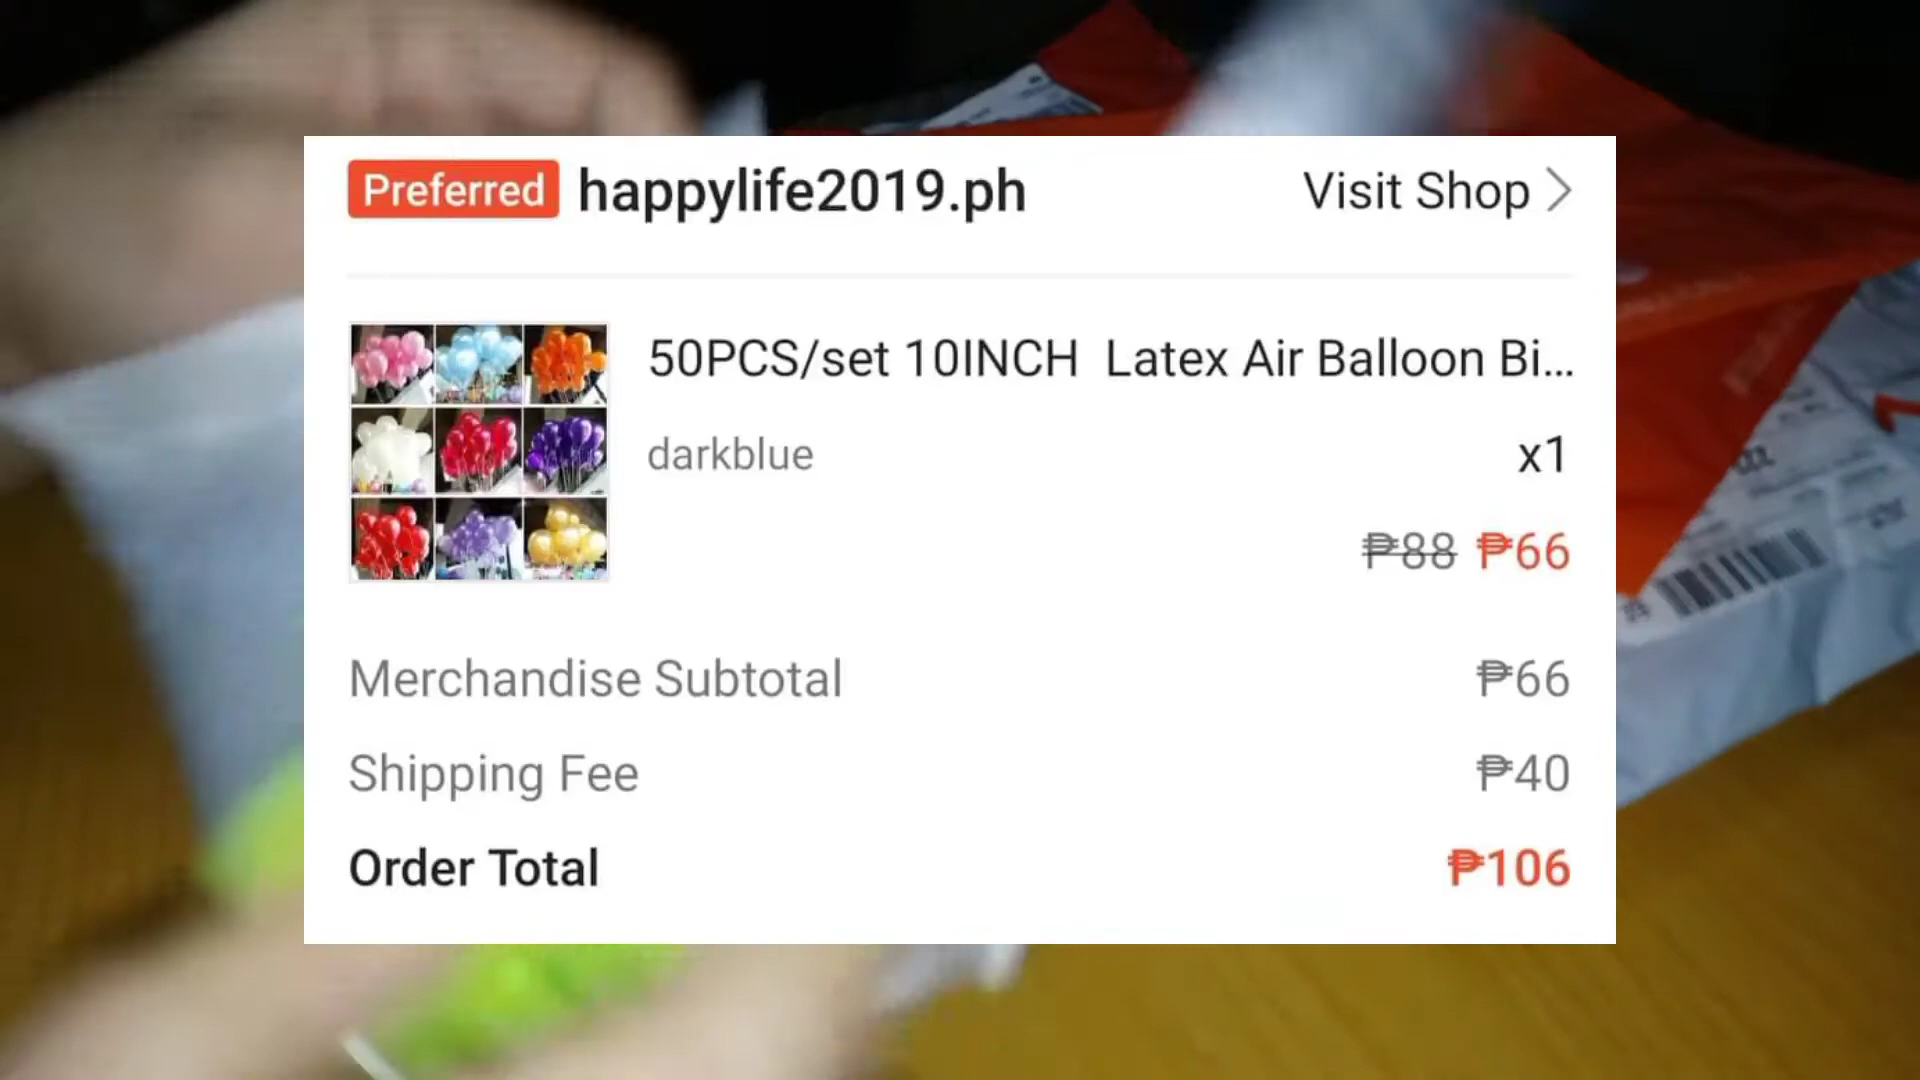 Preferred happylife2019.ph Visit Shop
50PCS/set 10INCH Latex Air Balloon Bi...
darkblue x1
₱88 ₱66
Merchandise Subtotal ₱66
Shipping Fee ₱40
Order Total ₱106